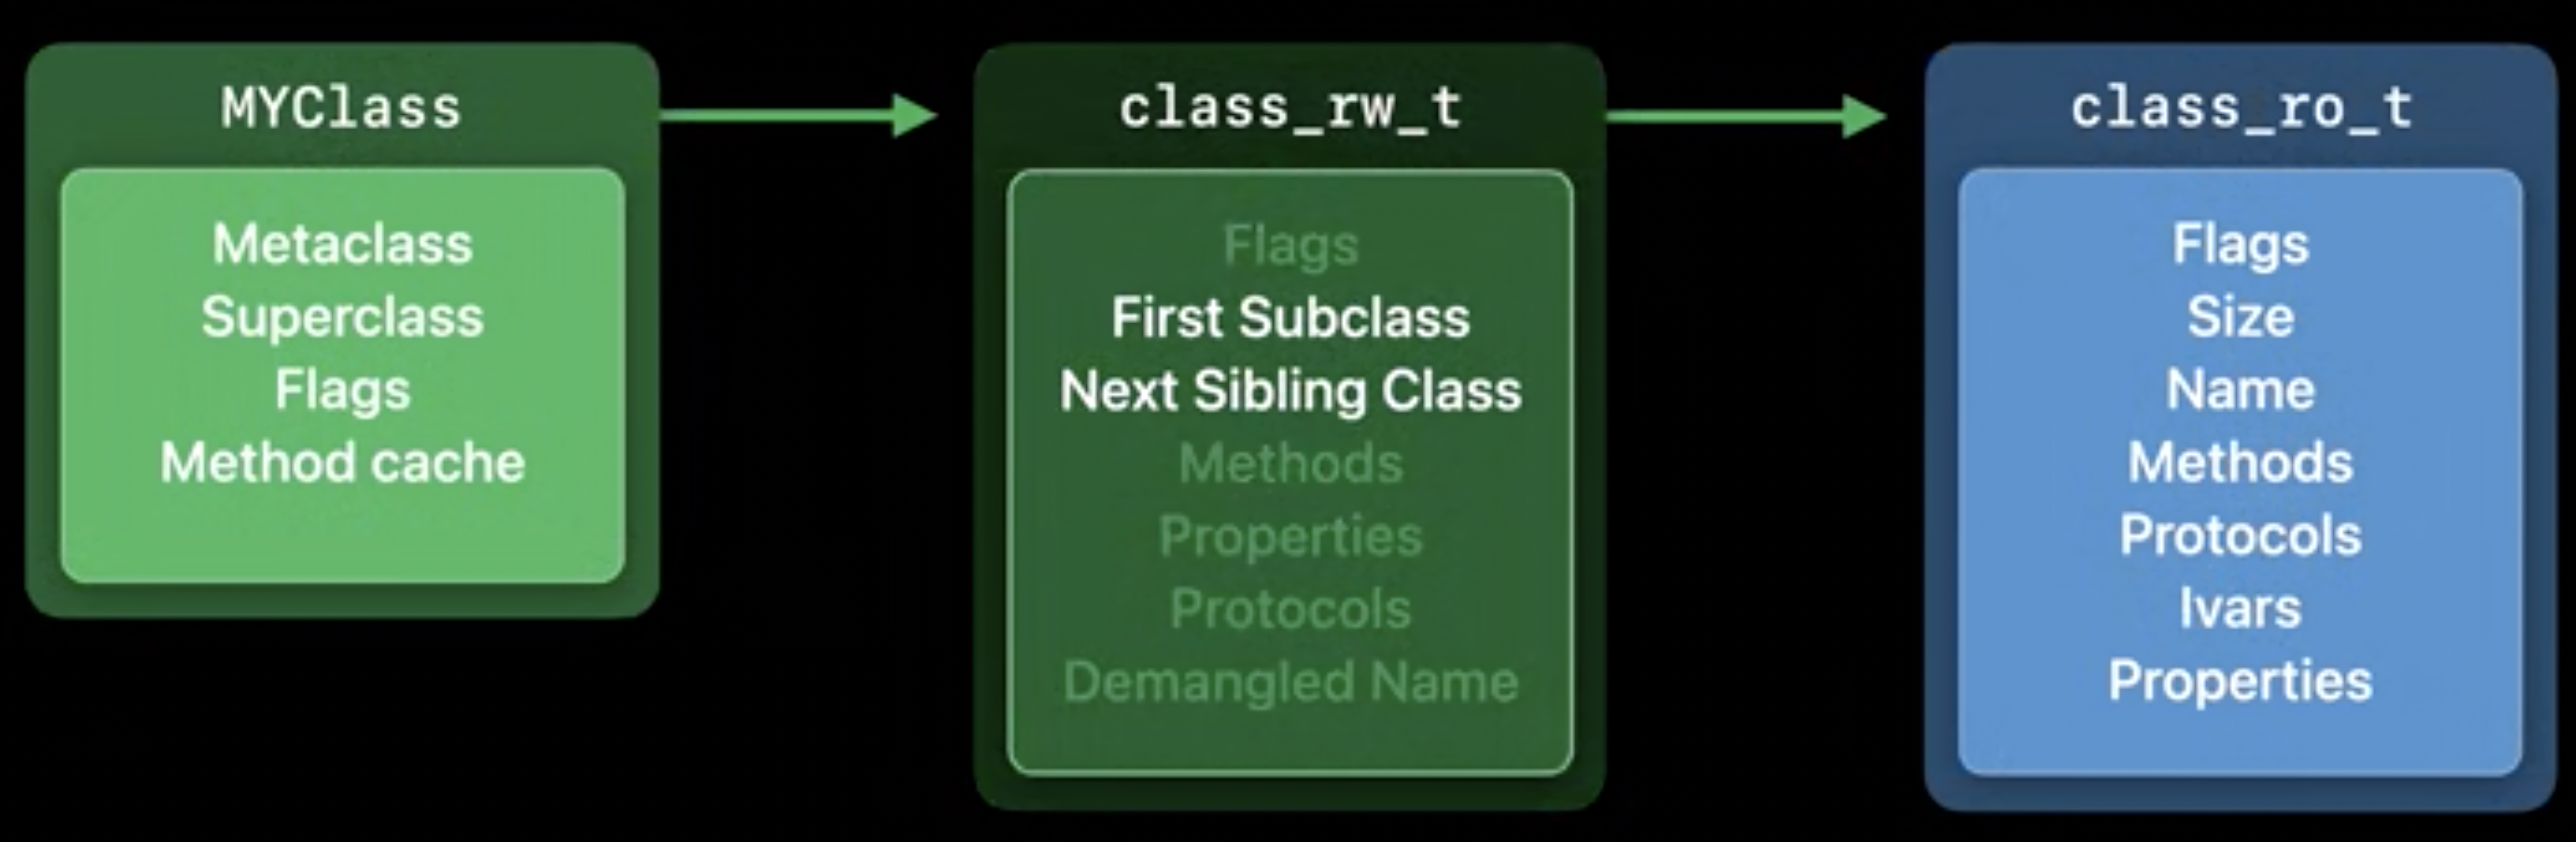 MYClass
Metaclass
Superclass
Flags
Method cache
class_rw_t
Flags
First Subclass
Next Sibling Class
Methods
Properties
Protocols
Demangled Name
class_ro_t
Flags
Size
Name
Methods
Protocols
Ivars
Properties